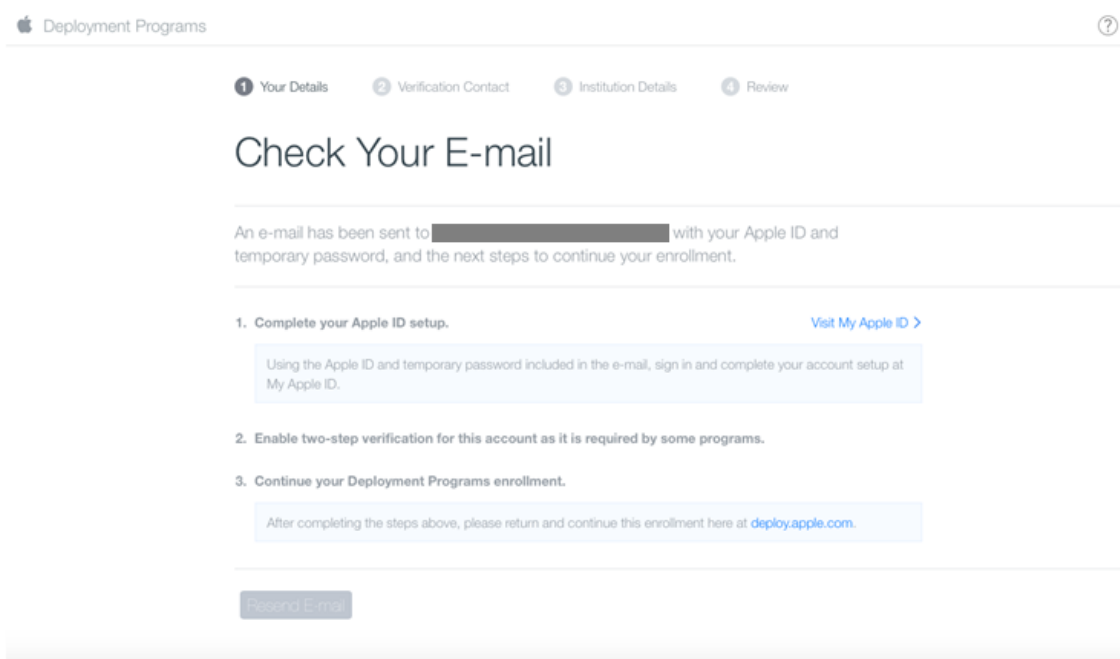 Deployment Programs
?
1 Your Details 2 Verification Contact 3 Institution Details 4 Review
Check Your E-mail
An e-mail has been sent to with your Apple ID and
temporary password, and the next steps to continue your enrollment.
1. Complete your Apple ID setup. Visit My Apple ID >
Using the Apple ID and temporary password included in the e-mail, sign in and complete your account setup at
My Apple ID.
2. Enable two-step verification for this account as it is required by some programs.
3. Continue your Deployment Programs enrollment.
After completing the steps above, please return and continue this enrollment here at deploy.apple.com.
Resend E-mail